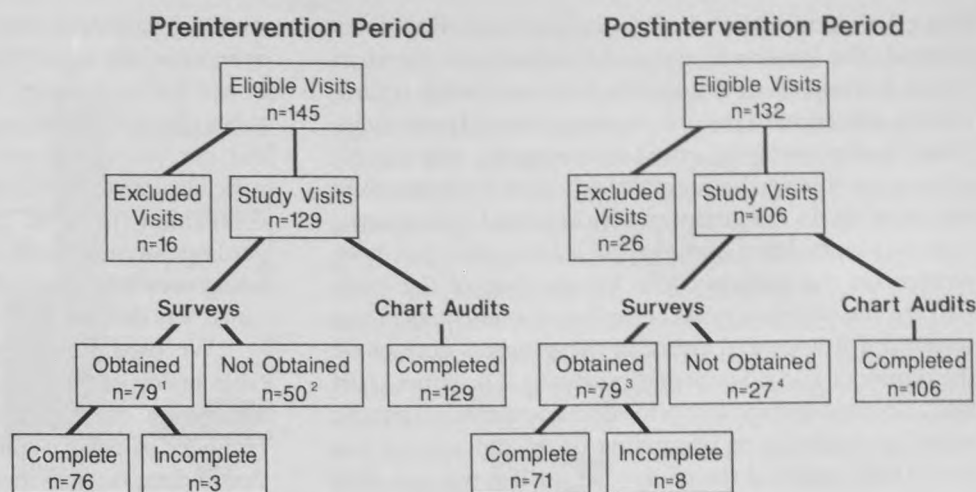 Preintervention Period
Eligible Visits
n=145
Excluded
Visits
n=16
Study Visits
n=129
Surveys
Chart Audits
Obtained
n=79¹
Not Obtained
n=50²
Completed
n=129
Complete
n=76
Incomplete
n=3
Postintervention Period
Eligible Visits
n=132
Excluded
Visits
n=26
Study Visits
n=106
Surveys
Chart Audits
Obtained
n=79³
Not Obtained
n=27⁴
Completed
n=106
Complete
n=71
Incomplete
n=8